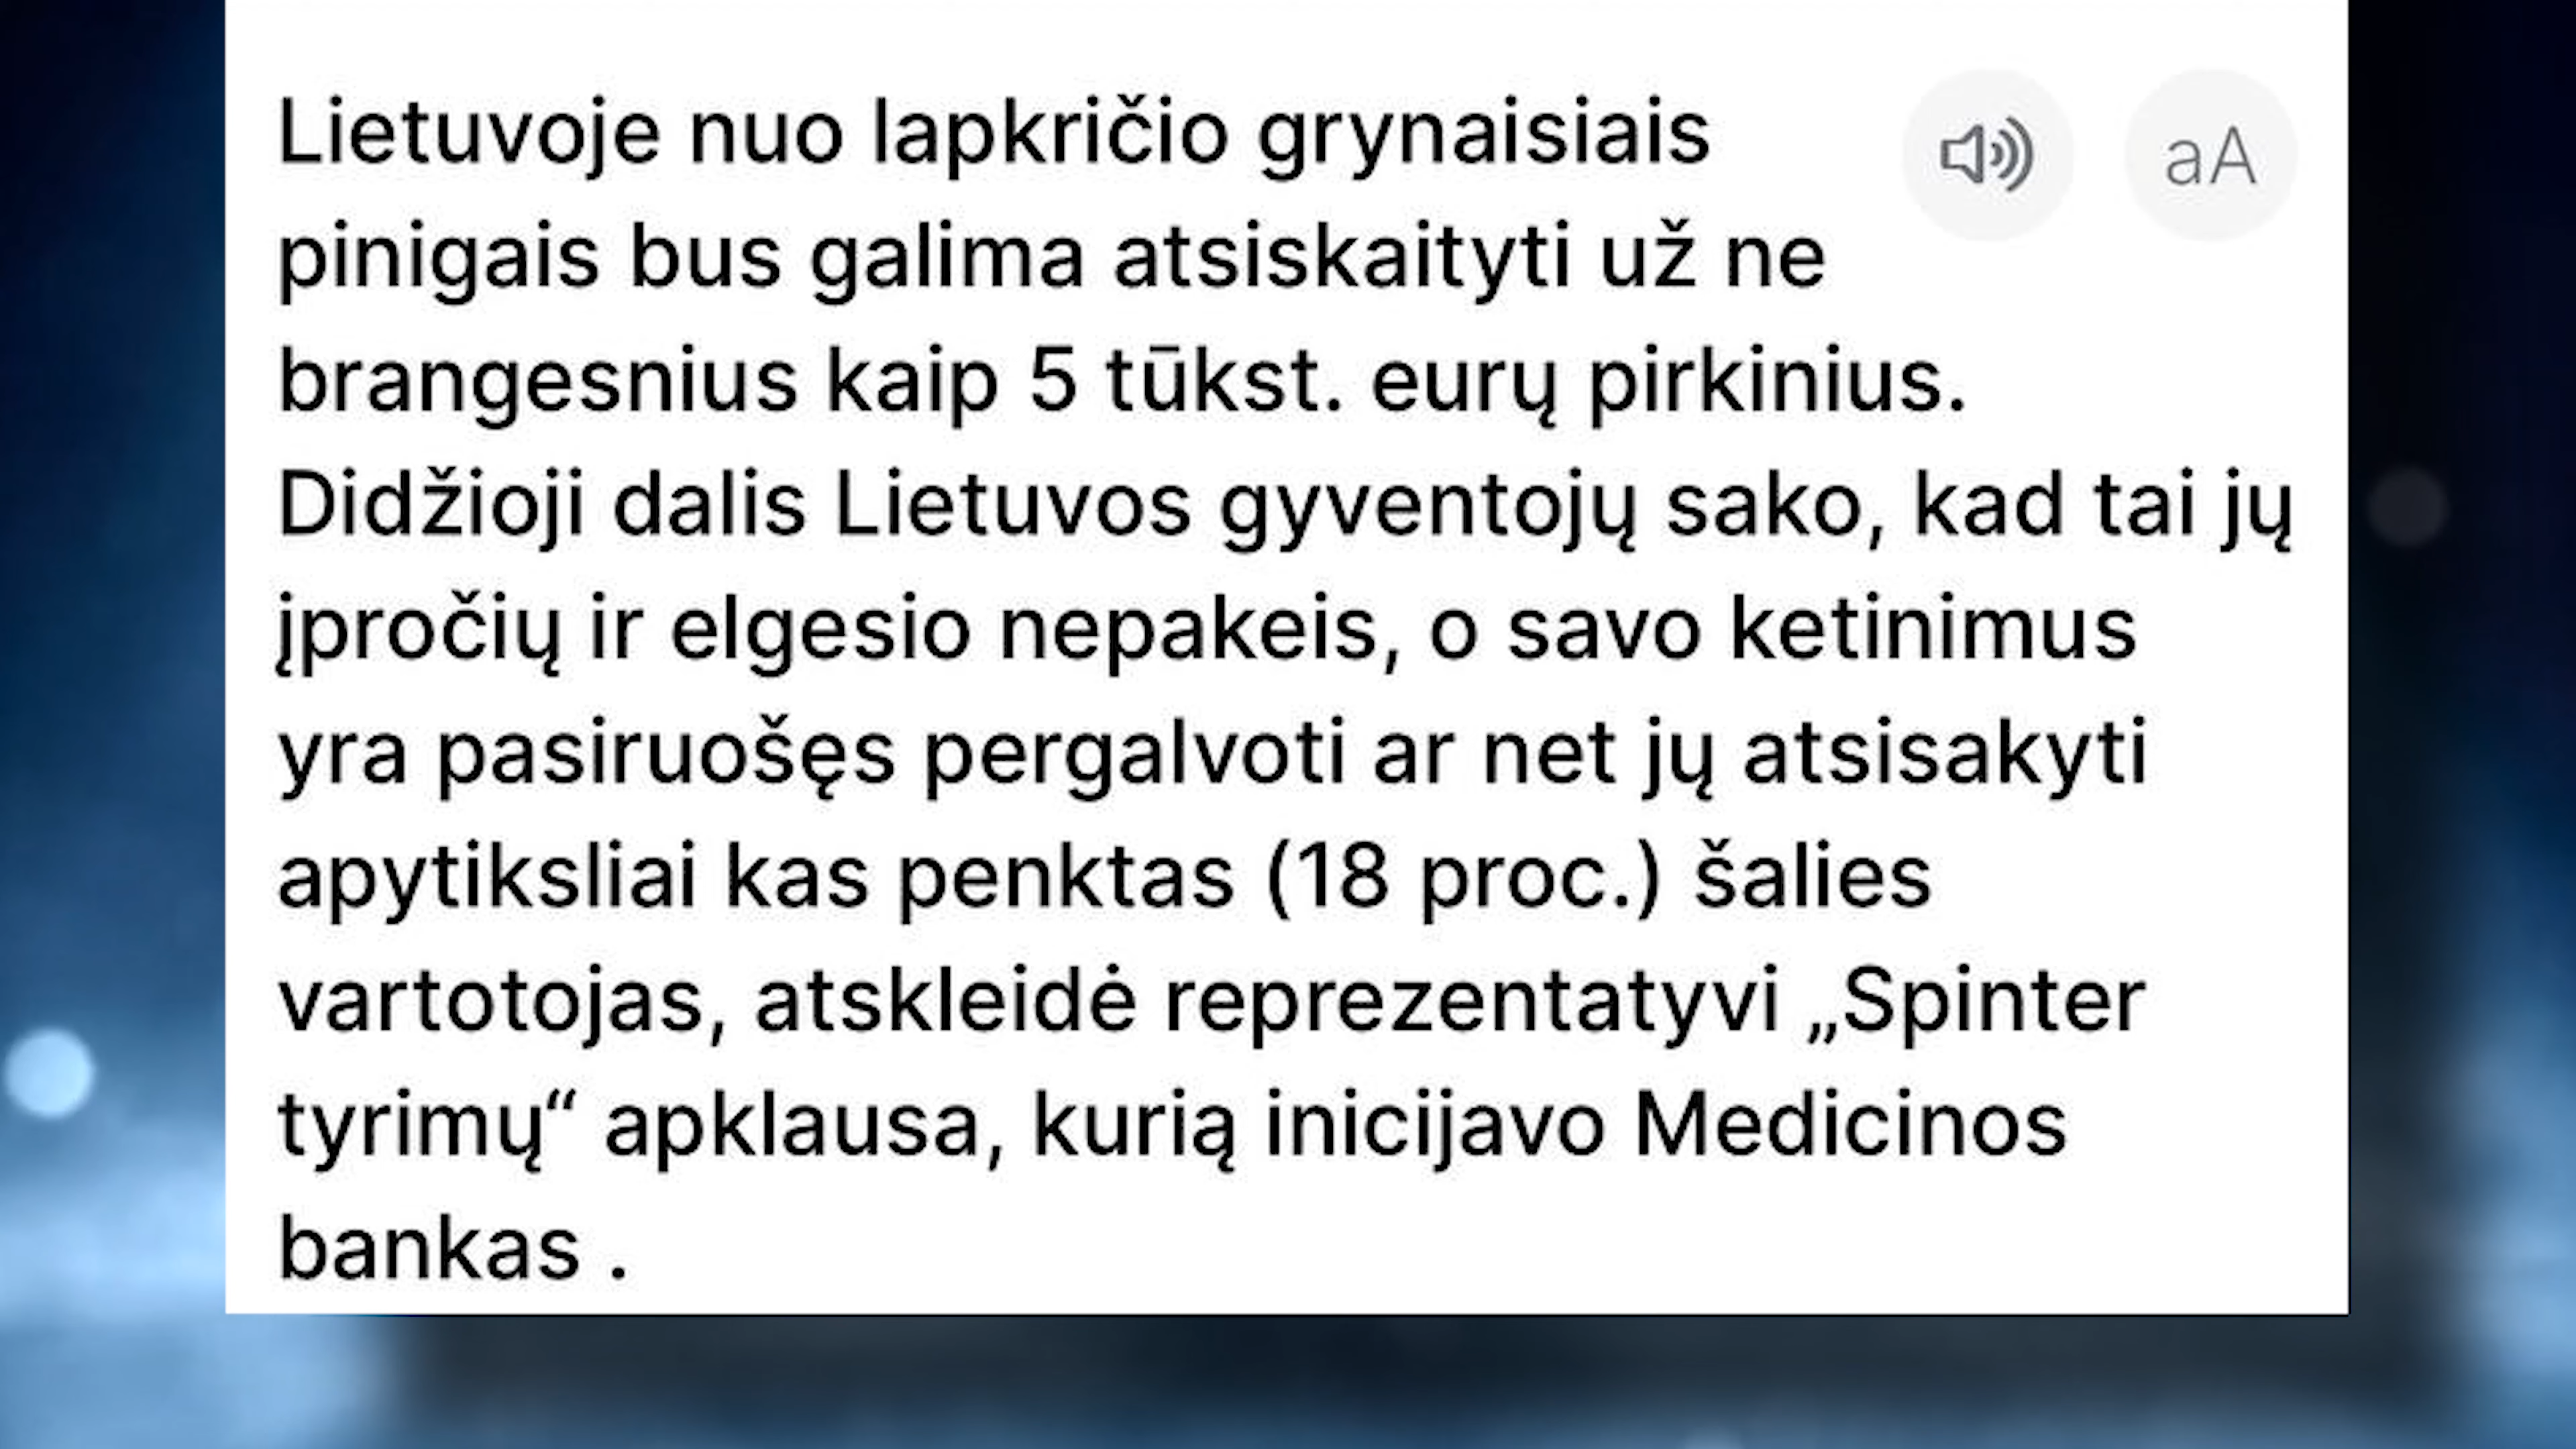 Lietuvoje nuo lapkričio grynaisiais
pinigais bus galima atsiskaityti už ne
brangesnius kaip 5 tūkst. eurų pirkinius.
Didžioji dalis Lietuvos gyventojų sako, kad tai jų
įpročių ir elgesio nepakeis, o savo ketinimus
yra pasiruošęs pergalvoti ar net jų atsisakyti
apytiksliai kas penktas (18 proc.) šalies
vartotojas, atskleidė reprezentatyvi „Spinter
tyrimų“ apklausa, kurią inicijavo Medicinos
bankas .
aA